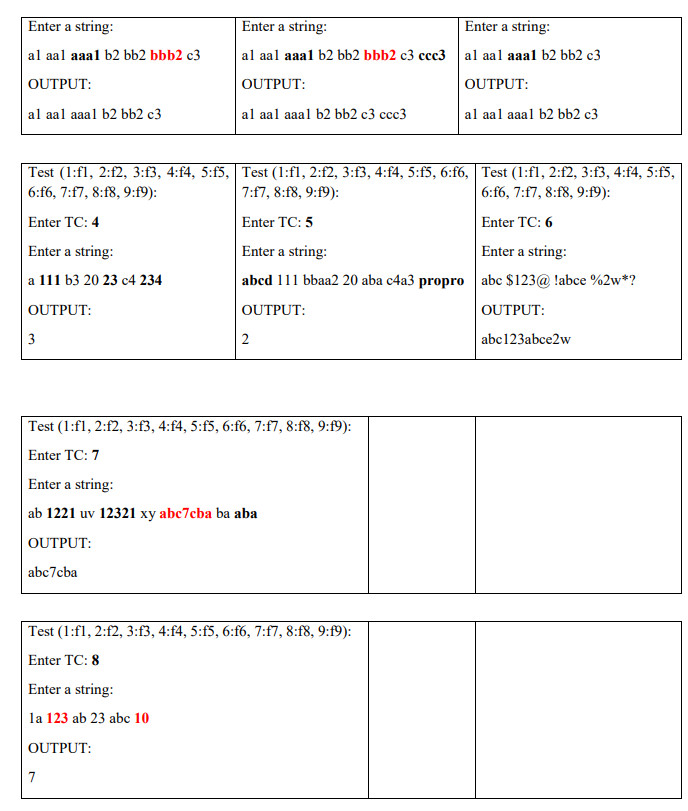 Enter a string:
a1 aa1 aaa1 b2 bb2 bbb2 c3
OUTPUT:
a1 aa1 aaa1 b2 bb2 c3
Enter a string:
a1 aa1 aaa1 b2 bb2 bbb2 c3 ccc3
OUTPUT:
a1 aa1 aaa1 b2 bb2 c3 ccc3
Enter a string:
a1 aa1 aaa1 b2 bb2 c3
OUTPUT:
a1 aa1 aaa1 b2 bb2 c3
Test (1:f1, 2:f2, 3:f3, 4:f4, 5:f5,
6:f6, 7:f7, 8:f8, 9:f9):
Enter TC: 4
Enter a string:
a 111 b3 20 23 c4 234
OUTPUT:
3
Test (1:f1, 2:f2, 3:f3, 4:f4, 5:f5, 6:f6,
7:f7, 8:f8, 9:f9):
Enter TC: 5
Enter a string:
abcd 111 bbaa2 20 aba c4a3 propro
OUTPUT:
2
Test (1:f1, 2:f2, 3:f3, 4:f4, 5:f5,
6:f6, 7:f7, 8:f8, 9:f9):
Enter TC: 6
Enter a string:
abc $123@ !abce %2w*?
OUTPUT:
abc123abce2w
Test (1:f1, 2:f2, 3:f3, 4:f4, 5:f5, 6:f6, 7:f7, 8:f8, 9:f9):
Enter TC: 7
Enter a string:
ab 1221 uv 12321 xy abc7cba ba aba
OUTPUT:
abc7cba
Test (1:f1, 2:f2, 3:f3, 4:f4, 5:f5, 6:f6, 7:f7, 8:f8, 9:f9):
Enter TC: 8
Enter a string:
1a 123 ab 23 abc 10
OUTPUT:
7